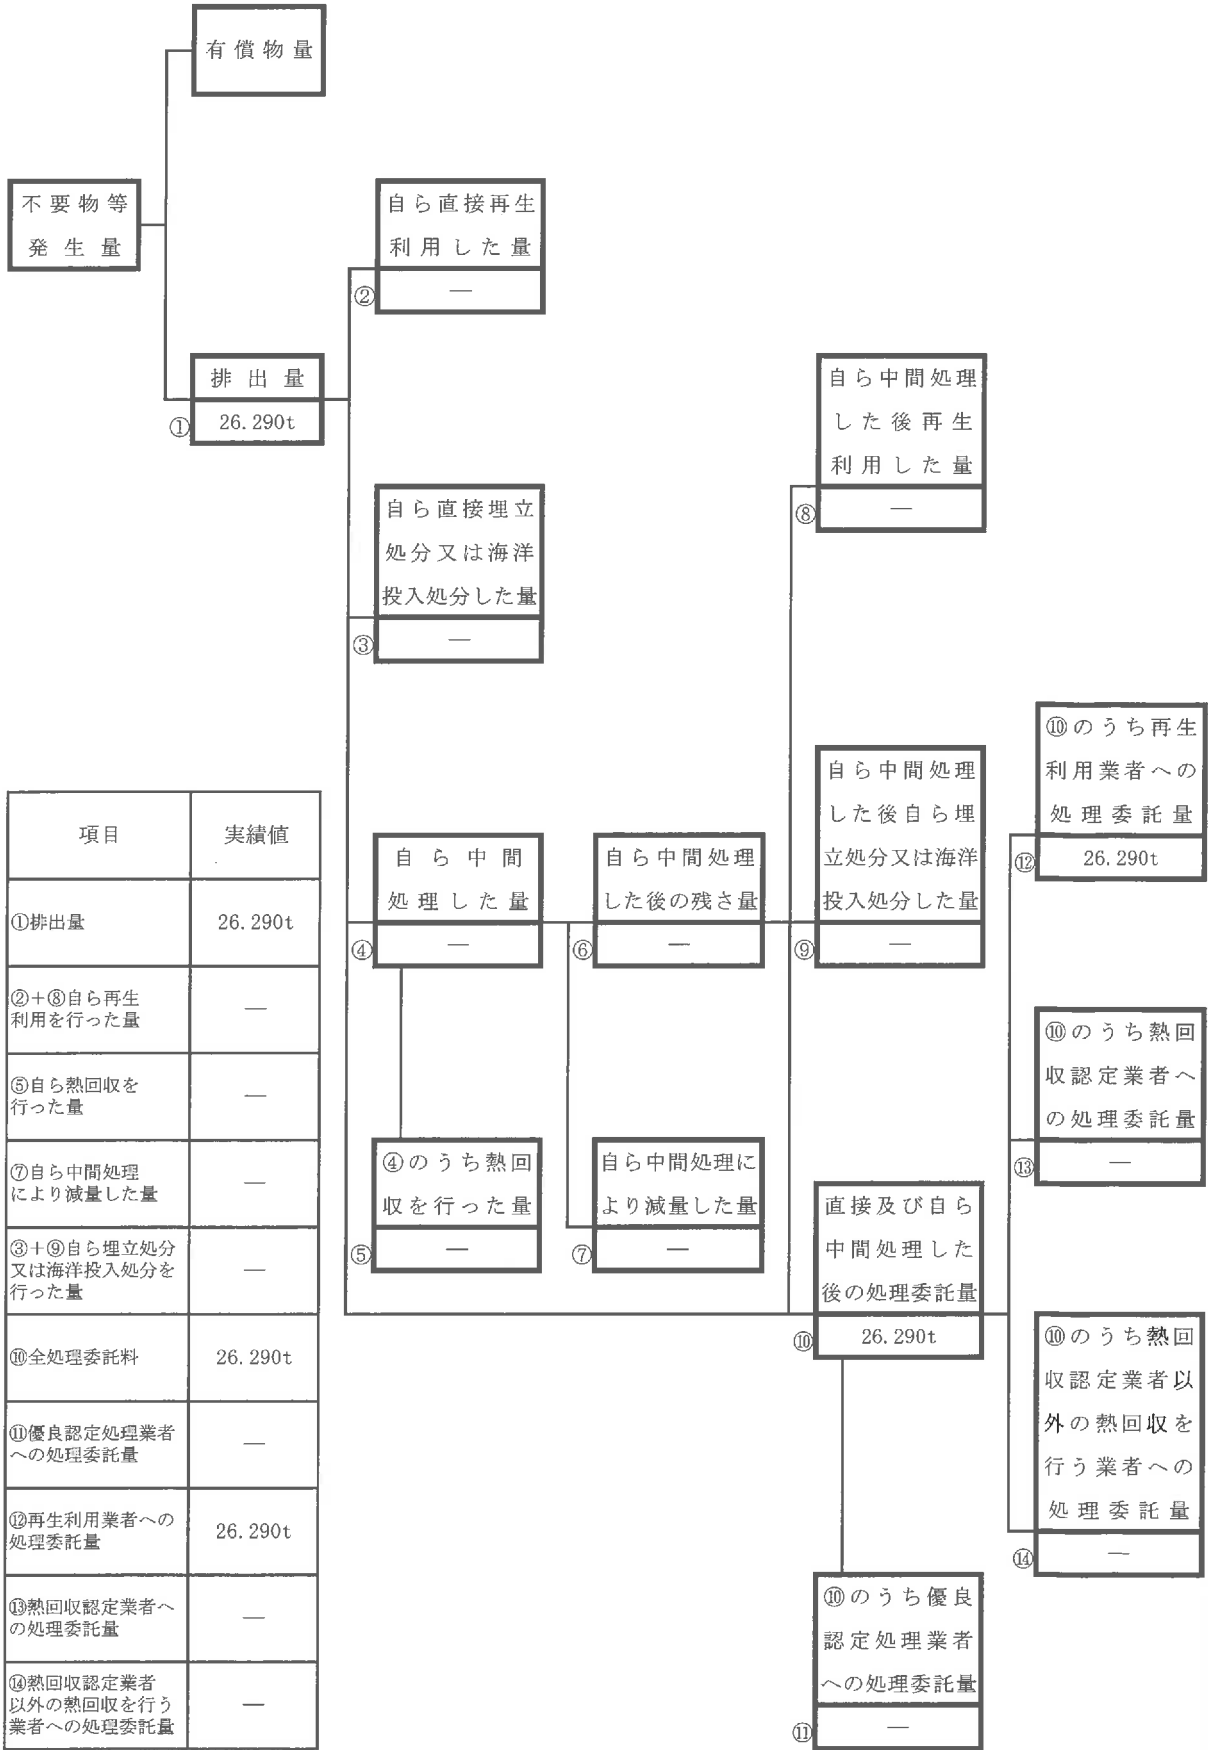 有償物量
不要物等
発生量
自ら直接再生
利用した量
②
—
排出量
①
26.290t
自ら中間処理
した後再生
利用した量
⑧
—
自ら直接埋立
処分又は海洋
投入処分した量
③
—
⑩のうち再生
利用業者への
処理委託量
⑫
26.290t
自ら中間処理
した後自ら埋
立処分又は海洋
投入処分した量
⑨
—
自ら中間
処理した量
④
—
自ら中間処理
した後の残さ量
⑥
—
⑩のうち熱回
収認定業者へ
の処理委託量
⑬
—
④のうち熱回
収を行った量
⑤
—
自ら中間処理に
より減量した量
⑦
—
直接及び自ら
中間処理した
後の処理委託量
⑩
26.290t
⑩のうち熱回
収認定業者以
外の熱回収を
行う業者への
処理委託量
⑭
—
⑩のうち優良
認定処理業者
への処理委託量
⑪
—
項目 実績値
①排出量 26.290t
②+⑧自ら再生
利用を行った量
—
⑤自ら熱回収を
行った量
—
⑦自ら中間処理
により減量した量
—
③+⑨自ら埋立処分
又は海洋投入処分を
行った量
—
⑩全処理委託料 26.290t
⑪優良認定処理業者
への処理委託量
—
⑫再生利用業者への
処理委託量
26.290t
⑬熱回収認定業者へ
の処理委託量
—
⑭熱回収認定業者
以外の熱回収を行う
業者への処理委託量
—